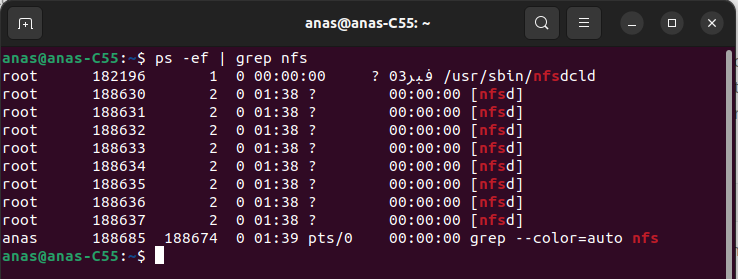 anas@anas-C55: ~
anas@anas-C55:~$ ps -ef | grep nfs
root      182196       1  0 فبر03 ?     00:00:00 /usr/sbin/nfsdcld
root      188630       2  0 01:38 ?        00:00:00 [nfsd]
root      188631       2  0 01:38 ?        00:00:00 [nfsd]
root      188632       2  0 01:38 ?        00:00:00 [nfsd]
root      188633       2  0 01:38 ?        00:00:00 [nfsd]
root      188634       2  0 01:38 ?        00:00:00 [nfsd]
root      188635       2  0 01:38 ?        00:00:00 [nfsd]
root      188636       2  0 01:38 ?        00:00:00 [nfsd]
root      188637       2  0 01:38 ?        00:00:00 [nfsd]
anas      188685  188674  0 01:39 pts/0    00:00:00 grep --color=auto nfs
anas@anas-C55:~$